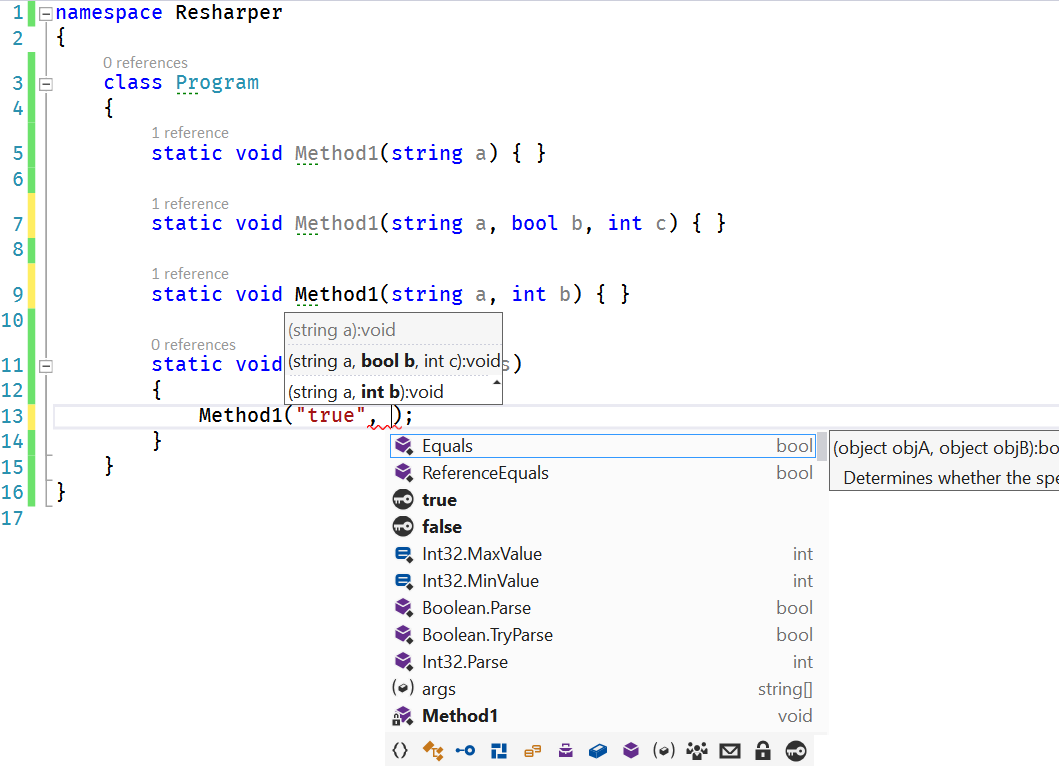 1 namespace Resharper
2 {
0 references
3 class Program
4 {
1 reference
5 static void Method1(string a) { }
6
1 reference
7 static void Method1(string a, bool b, int c) { }
8
1 reference
9 static void Method1(string a, int b) { }
10
(string a):void
0 references
(string a, bool b, int c):void
11 static void s)
(string a, int b):void
12 {
13 Method1("true", );
14 }
Equals bool
(object objA, object objB):bo
15 }
ReferenceEquals bool
Determines whether the spe
16 }
true
17
false
Int32.MaxValue int
Int32.MinValue int
Boolean.Parse bool
Boolean.TryParse bool
Int32.Parse int
args string[]
Method1 void